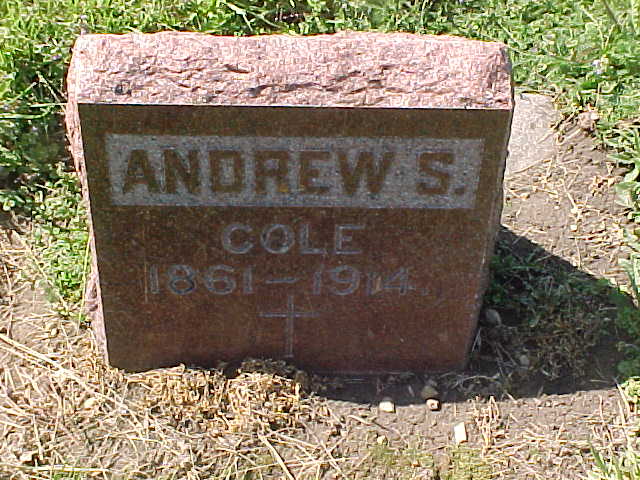 ANDREW S.
COLE
1861-1914.